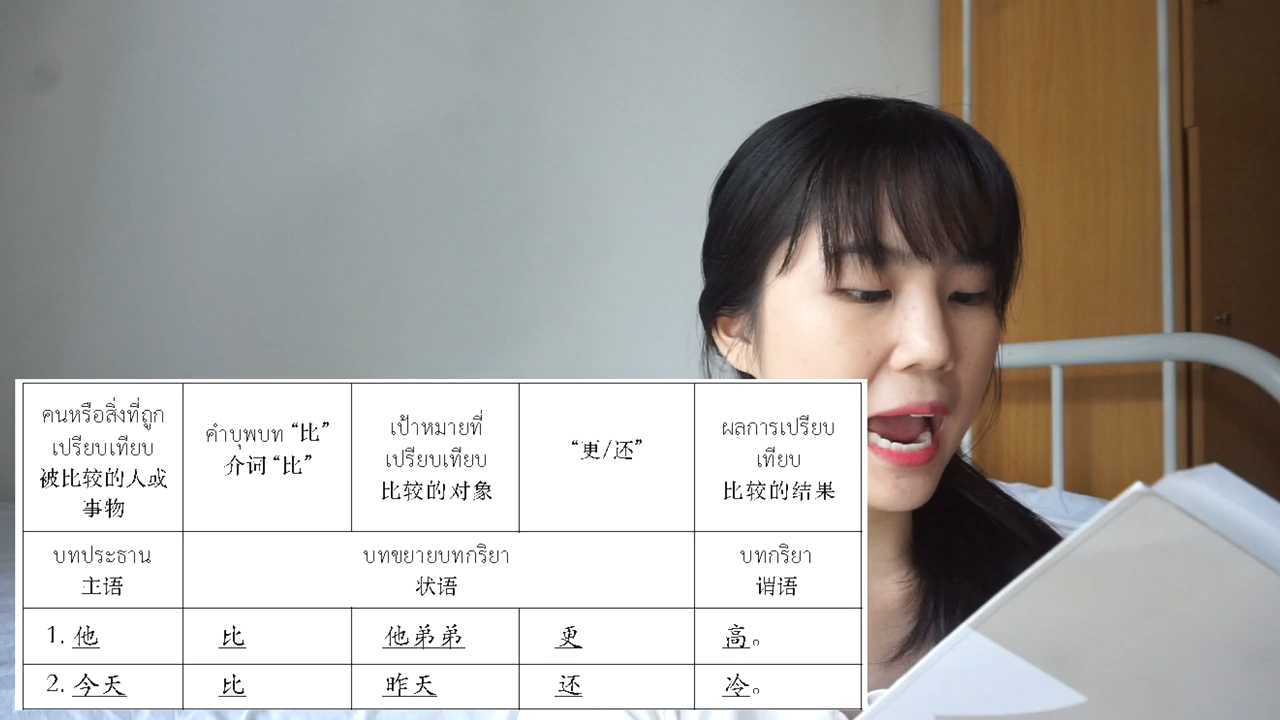 คนหรือสิ่งที่ถูก
เปรียบเทียบ
被比较的人或
事物
คำบุพบท “比”
介词 “比”
เป้าหมายที่
เปรียบเทียบ
比较的对象
“更/还”
ผลการเปรียบ
เทียบ
比较的结果
บทประธาน
主语
บทขยายบทกริยา
状语
บทกริยา
谓语
1. 他 比 他弟弟 更 高。
2. 今天 比 昨天 还 冷。